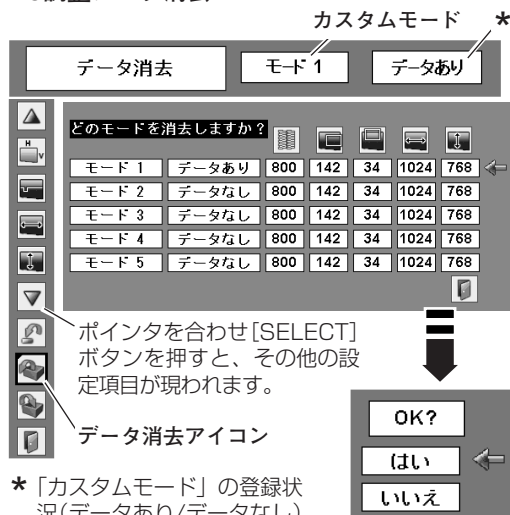 カスタムモード *
データ消去 モード 1 データあり
どのモードを消去しますか?
モード 1 データあり 800 142 34 1024 768
モード 2 データなし 800 142 34 1024 768
モード 3 データなし 800 142 34 1024 768
モード 4 データなし 800 142 34 1024 768
モード 5 データなし 800 142 34 1024 768
H
V
ポインタを合わせ[SELECT]
ボタンを押すと、その他の設
定項目が現われます。
データ消去アイコン
OK?
はい
いいえ
*「カスタムモード」の登録状
況(データあり/データなし)